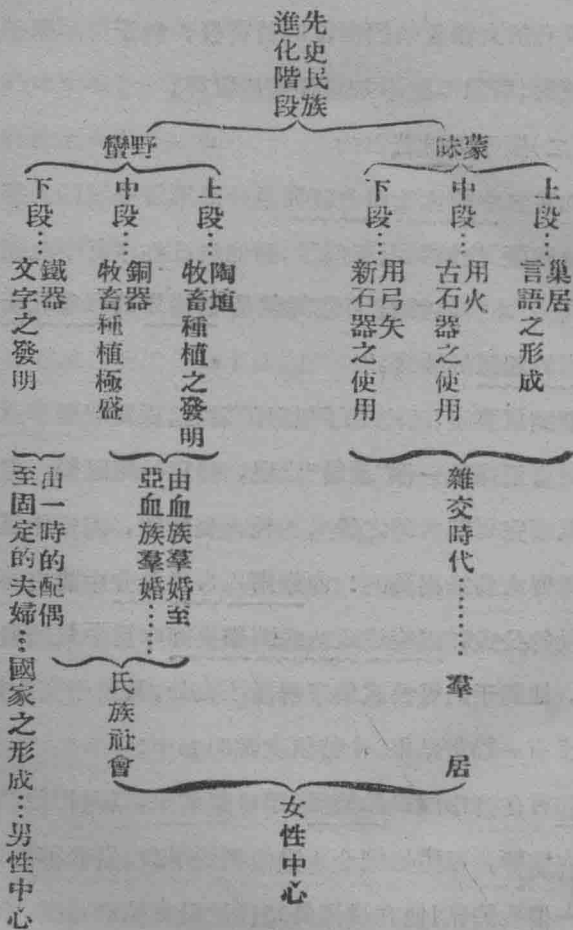 先史民族
進化階段
蒙昧
上段…巢居
言語之形成
中段…用火
古石器之使用
下段…用弓矢
新石器之使用
雜交時代………羣居
野蠻
上段…陶埴
牧畜種植之發明
中段…銅器
牧畜種植極盛
下段…鐵器
文字之發明
由血族羣婚至
亞血族羣婚……
由一時的配偶
至固定的夫婦…國家之形成…男性中心
氏族社會
女性中心